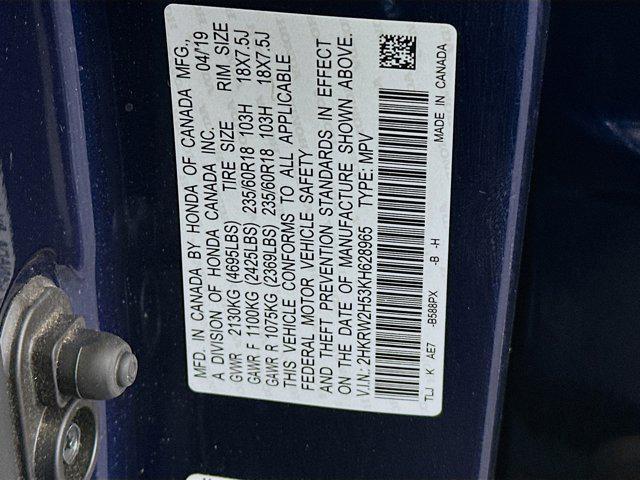 MFD. IN CANADA BY HONDA OF CANADA MFG.,
A DIVISION OF HONDA CANADA INC. 04/19
GVWR 2130KG (4695LBS) TIRE SIZE RIM SIZE
GAWR F 1100KG (2425LBS) 235/60R18 103H 18X7.5J
GAWR R 1075KG (2369LBS) 235/60R18 103H 18X7.5J
THIS VEHICLE CONFORMS TO ALL APPLICABLE
FEDERAL MOTOR VEHICLE SAFETY
AND THEFT PREVENTION STANDARDS IN EFFECT
ON THE DATE OF MANUFACTURE SHOWN ABOVE.
V.I.N.: 2HKRW2H53KH628965 TYPE: MPV
TLJ K AE7 -B588PX -B -H MADE IN CANADA